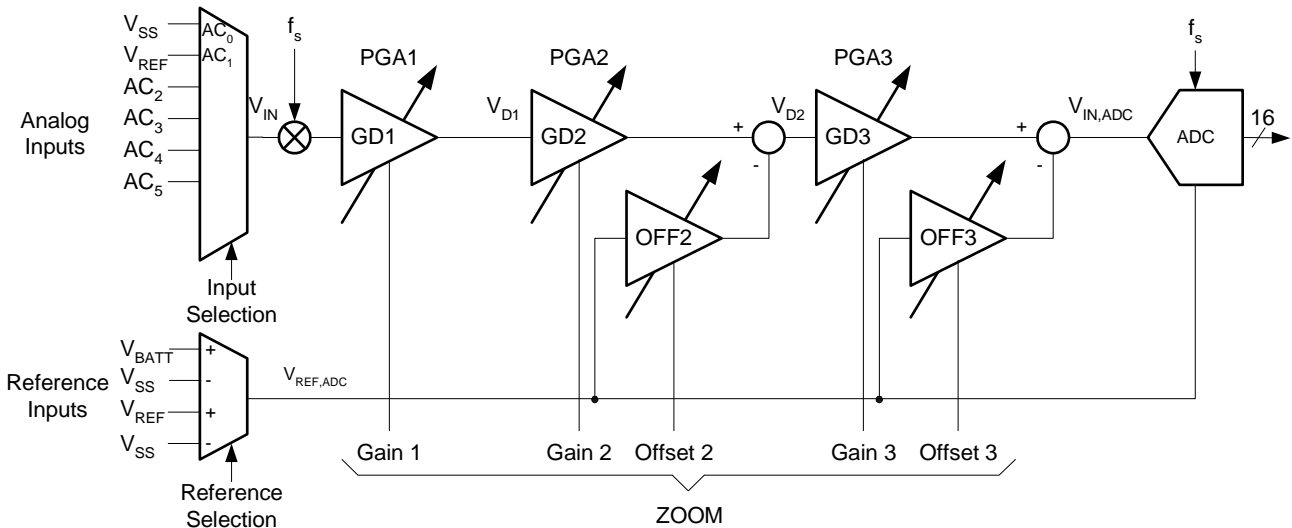 V_SS
V_REF
AC_2
AC_3
AC_4
AC_5
Analog
Inputs
AC_0
AC_1
V_IN
f_s
PGA1
GD1
V_D1
PGA2
GD2
+
-
V_D2
OFF2
PGA3
GD3
+
-
OFF3
V_IN,ADC
f_s
ADC
16
Input
Selection
Reference
Inputs
V_BATT
V_SS
V_REF
V_SS
+
-
+
-
V_REF,ADC
Reference
Selection
Gain 1
Gain 2
Offset 2
Gain 3
Offset 3
ZOOM